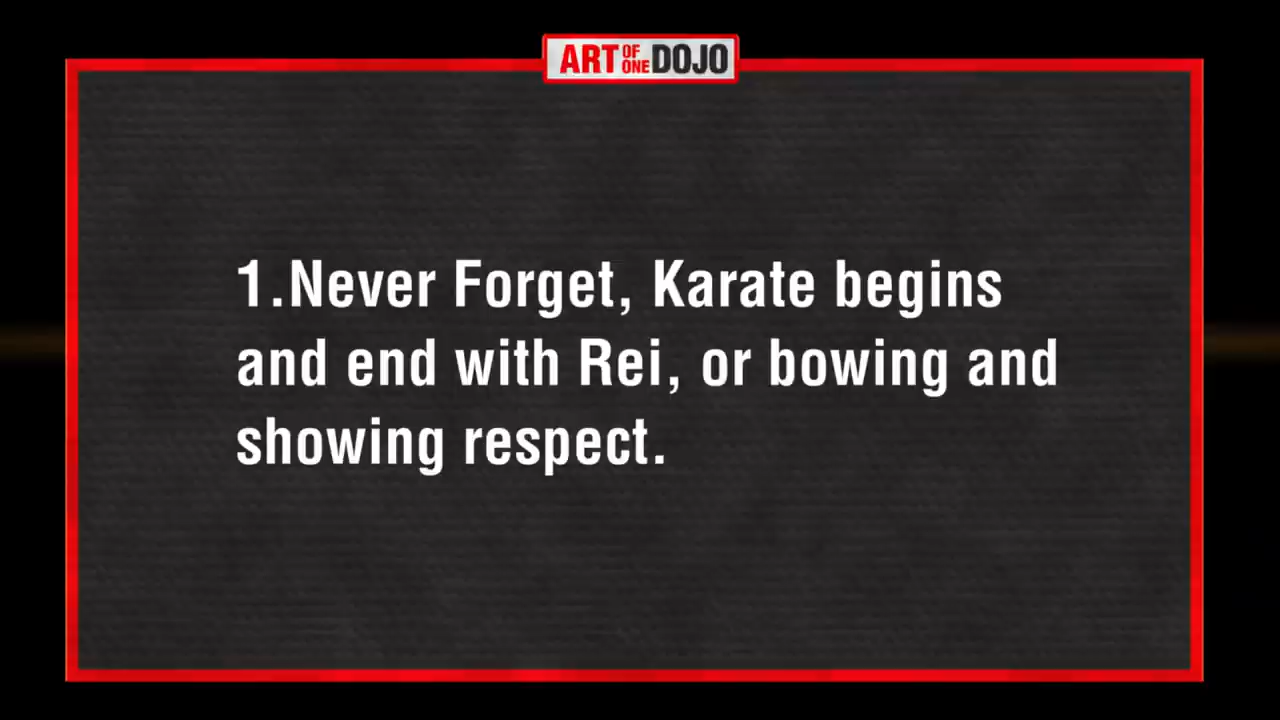 ART OF ONE DOJO
1.Never Forget, Karate begins
and end with Rei, or bowing and
showing respect.